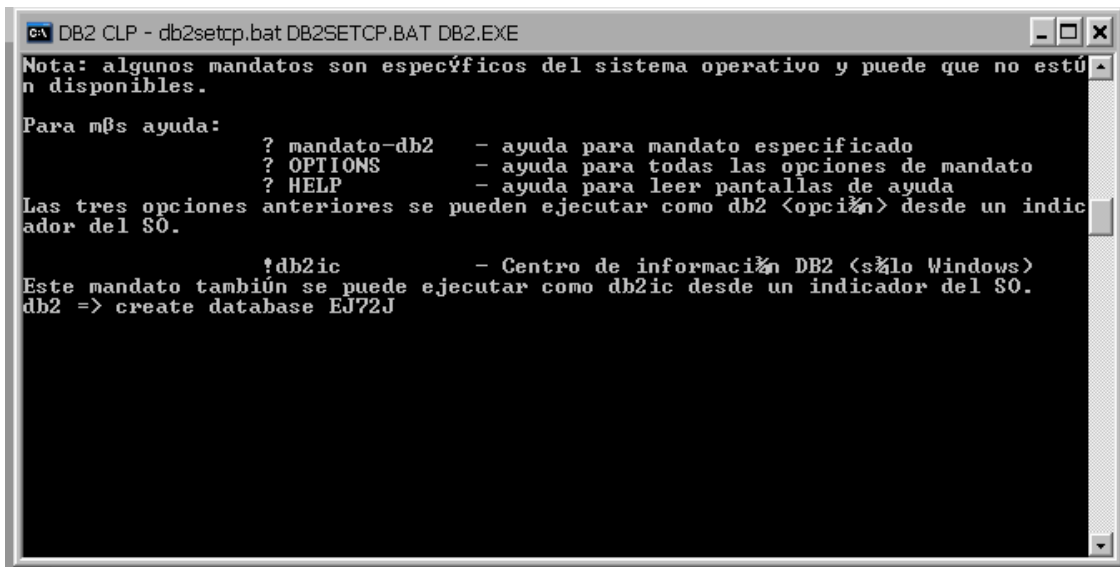 DB2 CLP - db2setcp.bat DB2SETCP.BAT DB2.EXE
Nota: algunos mandatos son especÝficos del sistema operativo y puede que no estÚ
n disponibles.
Para mßs ayuda:
? mandato-db2 - ayuda para mandato especificado
? OPTIONS - ayuda para todas las opciones de mandato
? HELP - ayuda para leer pantallas de ayuda
Las tres opciones anteriores se pueden ejecutar como db2 <opci¾n> desde un indic
ador del SO.
!db2ic - Centro de informaci¾n DB2 (s¾lo Windows)
Este mandato tambiÚn se puede ejecutar como db2ic desde un indicador del SO.
db2 => create database EJ72J